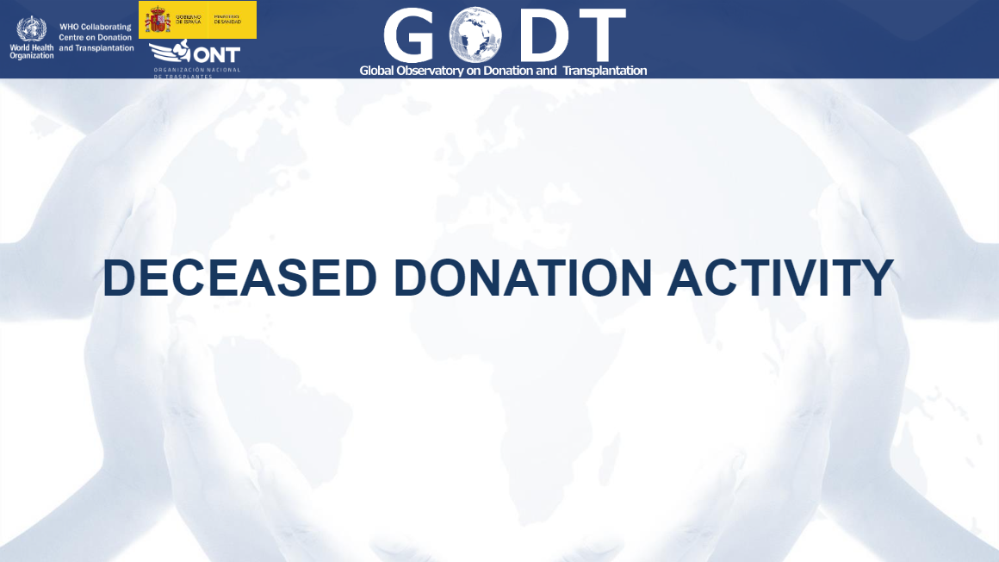 World Health
Organization
WHO Collaborating
Centre on Donation
and Transplantation
GOBIERNO
DE ESPAÑA
MINISTERIO
DE SANIDAD
ONT
ORGANIZACIÓN NACIONAL
DE TRASPLANTES
G DT
Global Observatory on Donation and Transplantation
DECEASED DONATION ACTIVITY